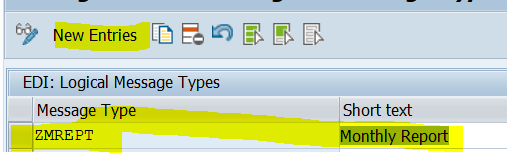 New Entries
EDI: Logical Message Types
Message Type Short text
ZMREPT Monthly Report